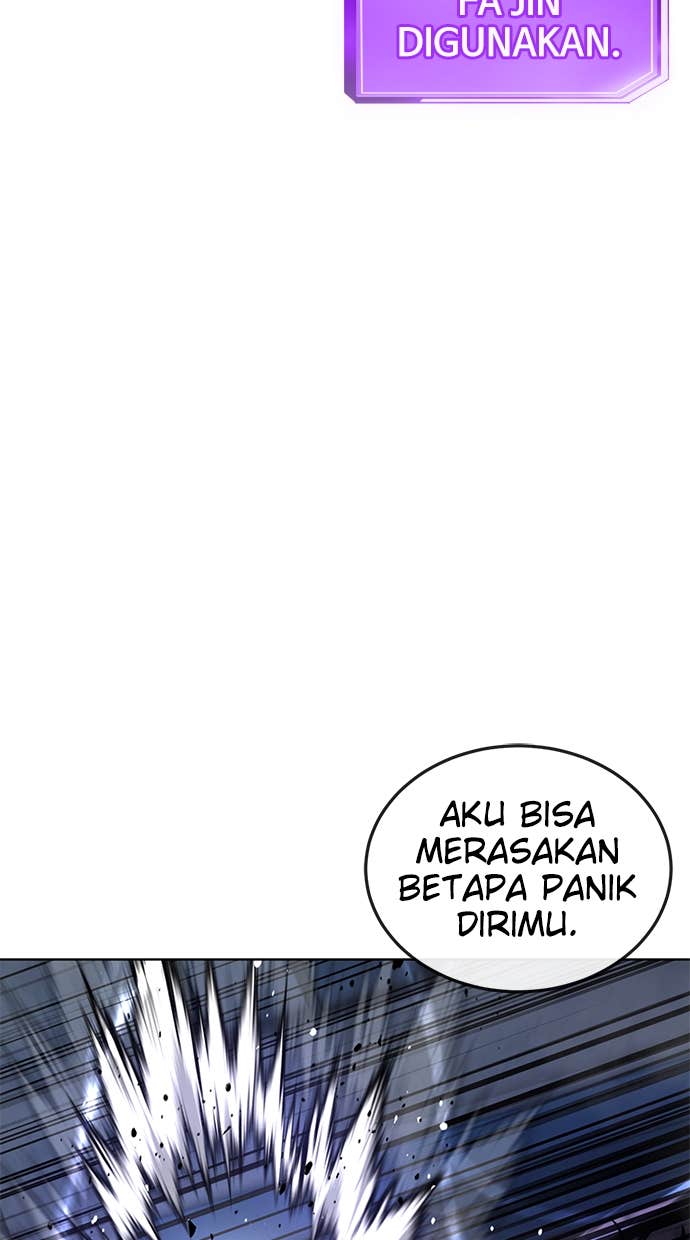 FA JIN
DIGUNAKAN.
AKU BISA
MERASAKAN
BETAPA PANIK
DIRIMU.